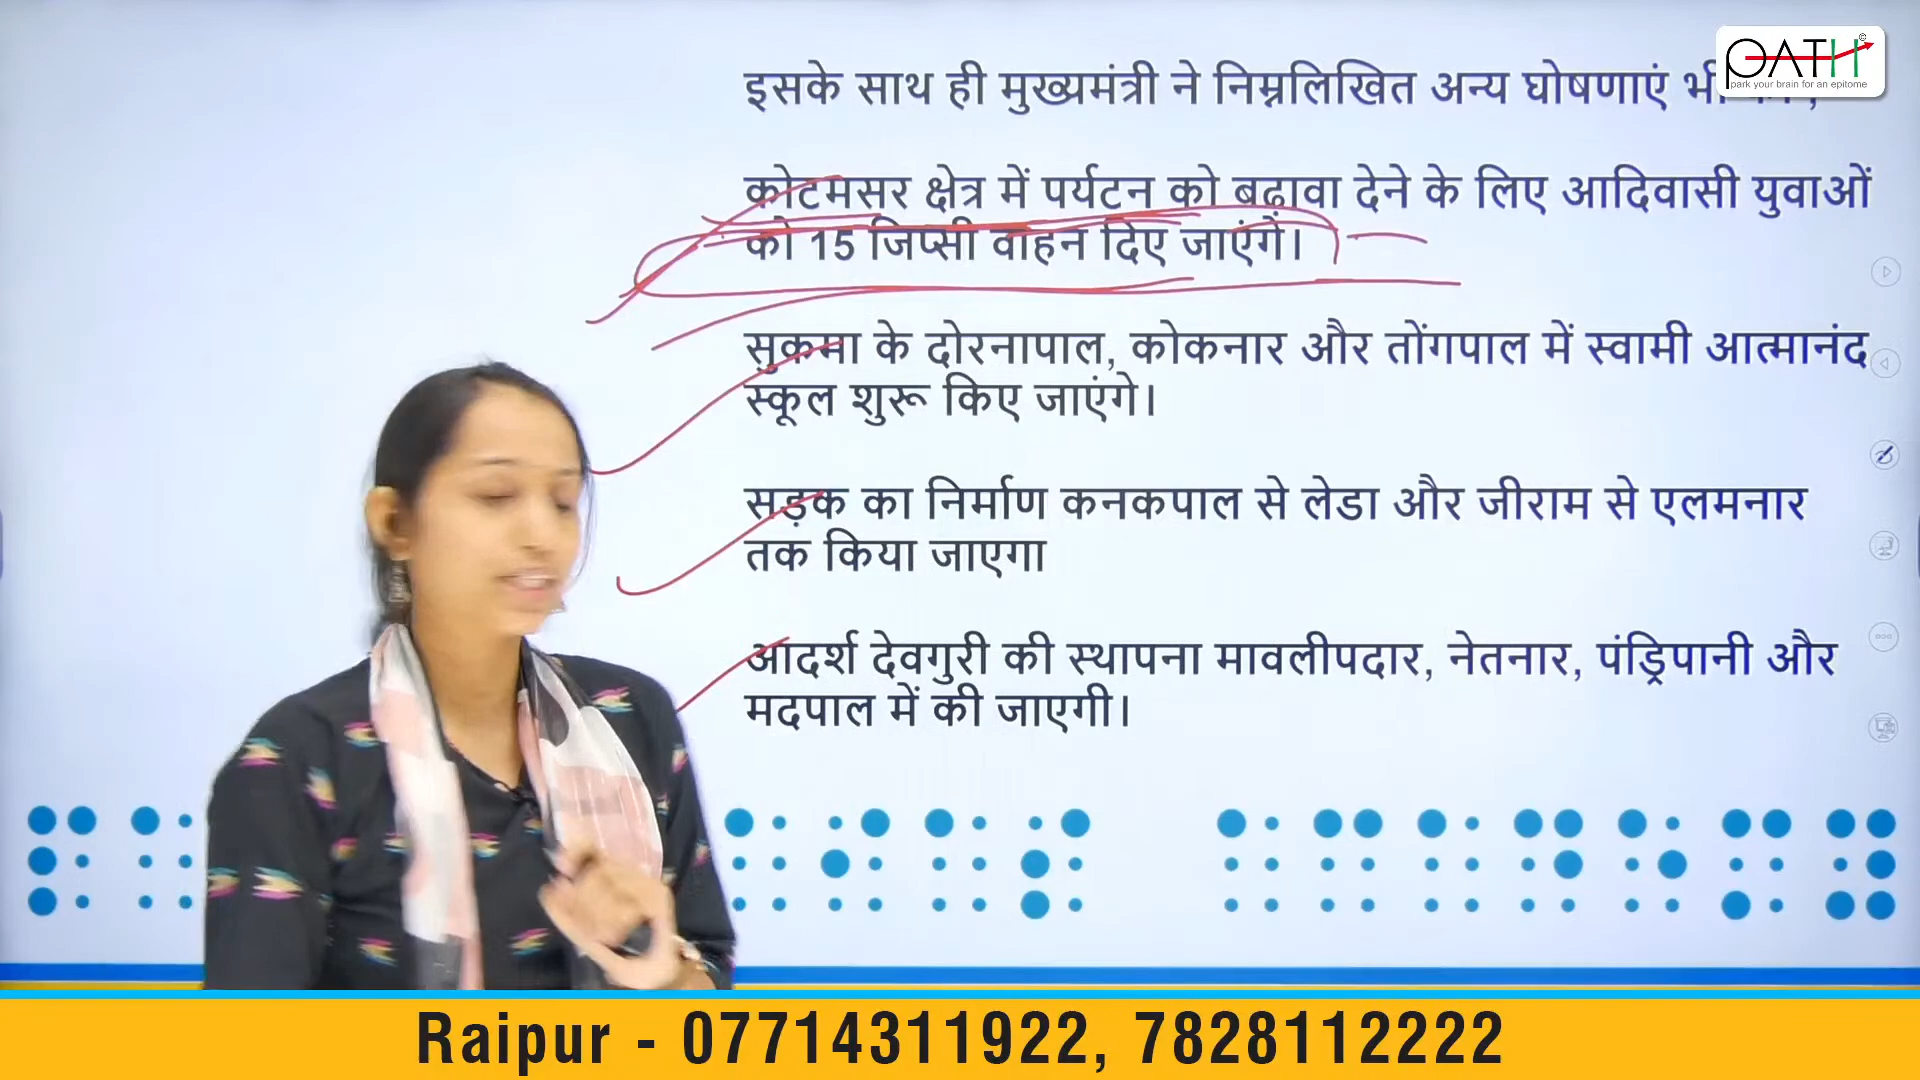 PATH
©
park your brain for an epitome
इसके साथ ही मुख्यमंत्री ने निम्नलिखित अन्य घोषणाएं
कोटमसर क्षेत्र में पर्यटन को बढ़ावा देने के लिए आदिवासी युवाओं
को 15 जिप्सी वाहन दिए जाएंगे।
सुकमा के दोरनापाल, कोकनार और तोंगपाल में स्वामी आत्मानंद
स्कूल शुरू किए जाएंगे।
सड़क का निर्माण कनकपाल से लेडा और जीराम से एलमनार
तक किया जाएगा
आदर्श देवगुरी की स्थापना मावलीपदार, नेतनार, पंड्रिपानी और
मदपाल में की जाएगी।
Raipur - 07714311922, 7828112222